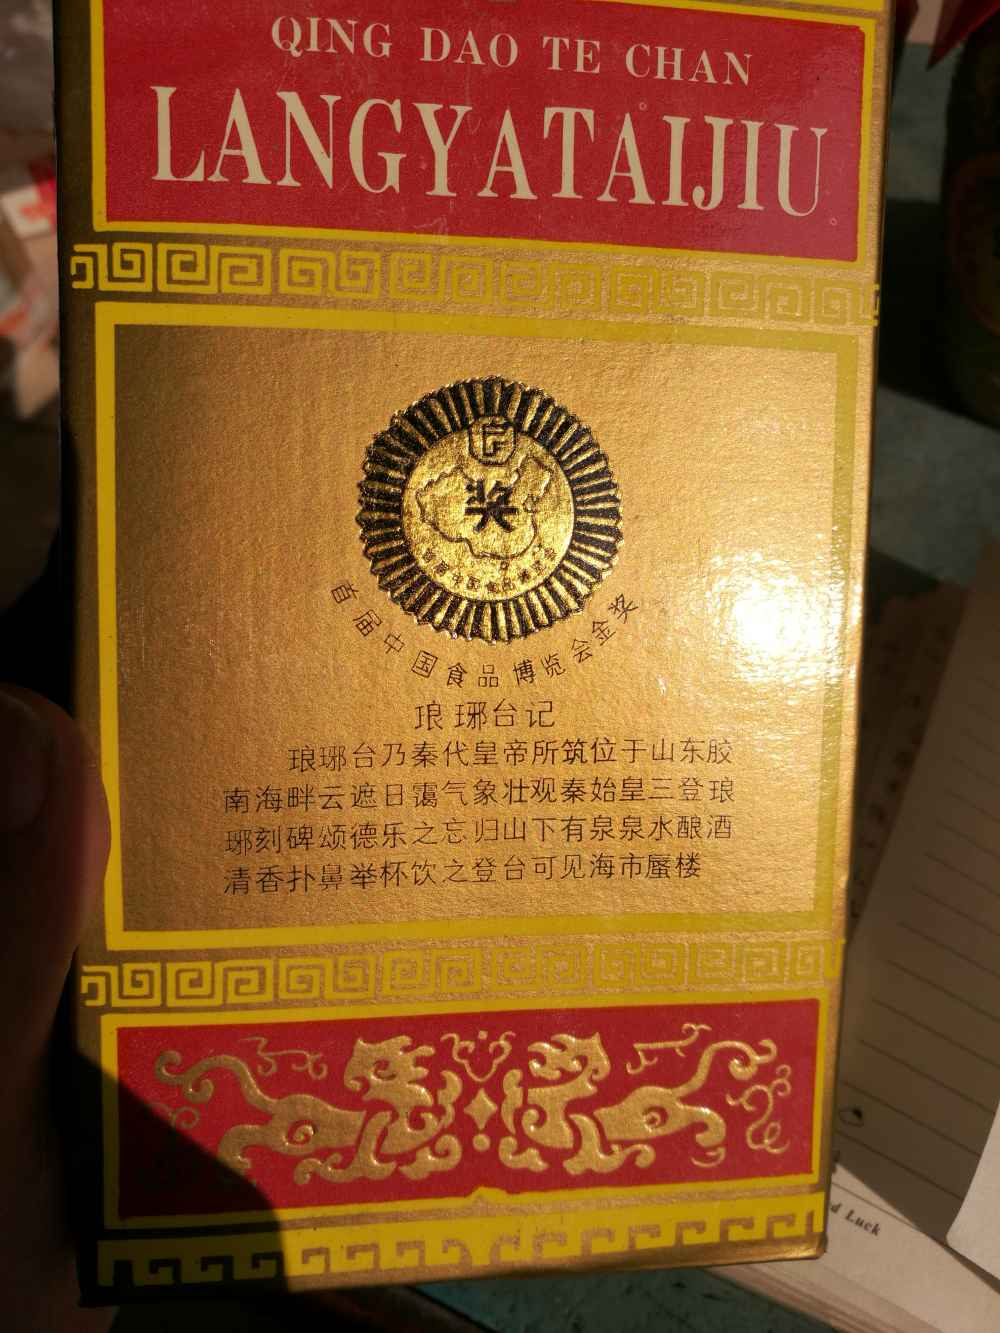 QING DAO TE CHAN
LANGYATAIJIU
奖
首届中国食品博览会金奖
琅琊台记
琅琊台乃秦代皇帝所筑位于山东胶
南海畔云遮日霭气象壮观秦始皇三登琅
琊刻碑颂德乐之忘归山下有泉泉水酿酒
清香扑鼻举杯饮之登台可见海市蜃楼
d Luck